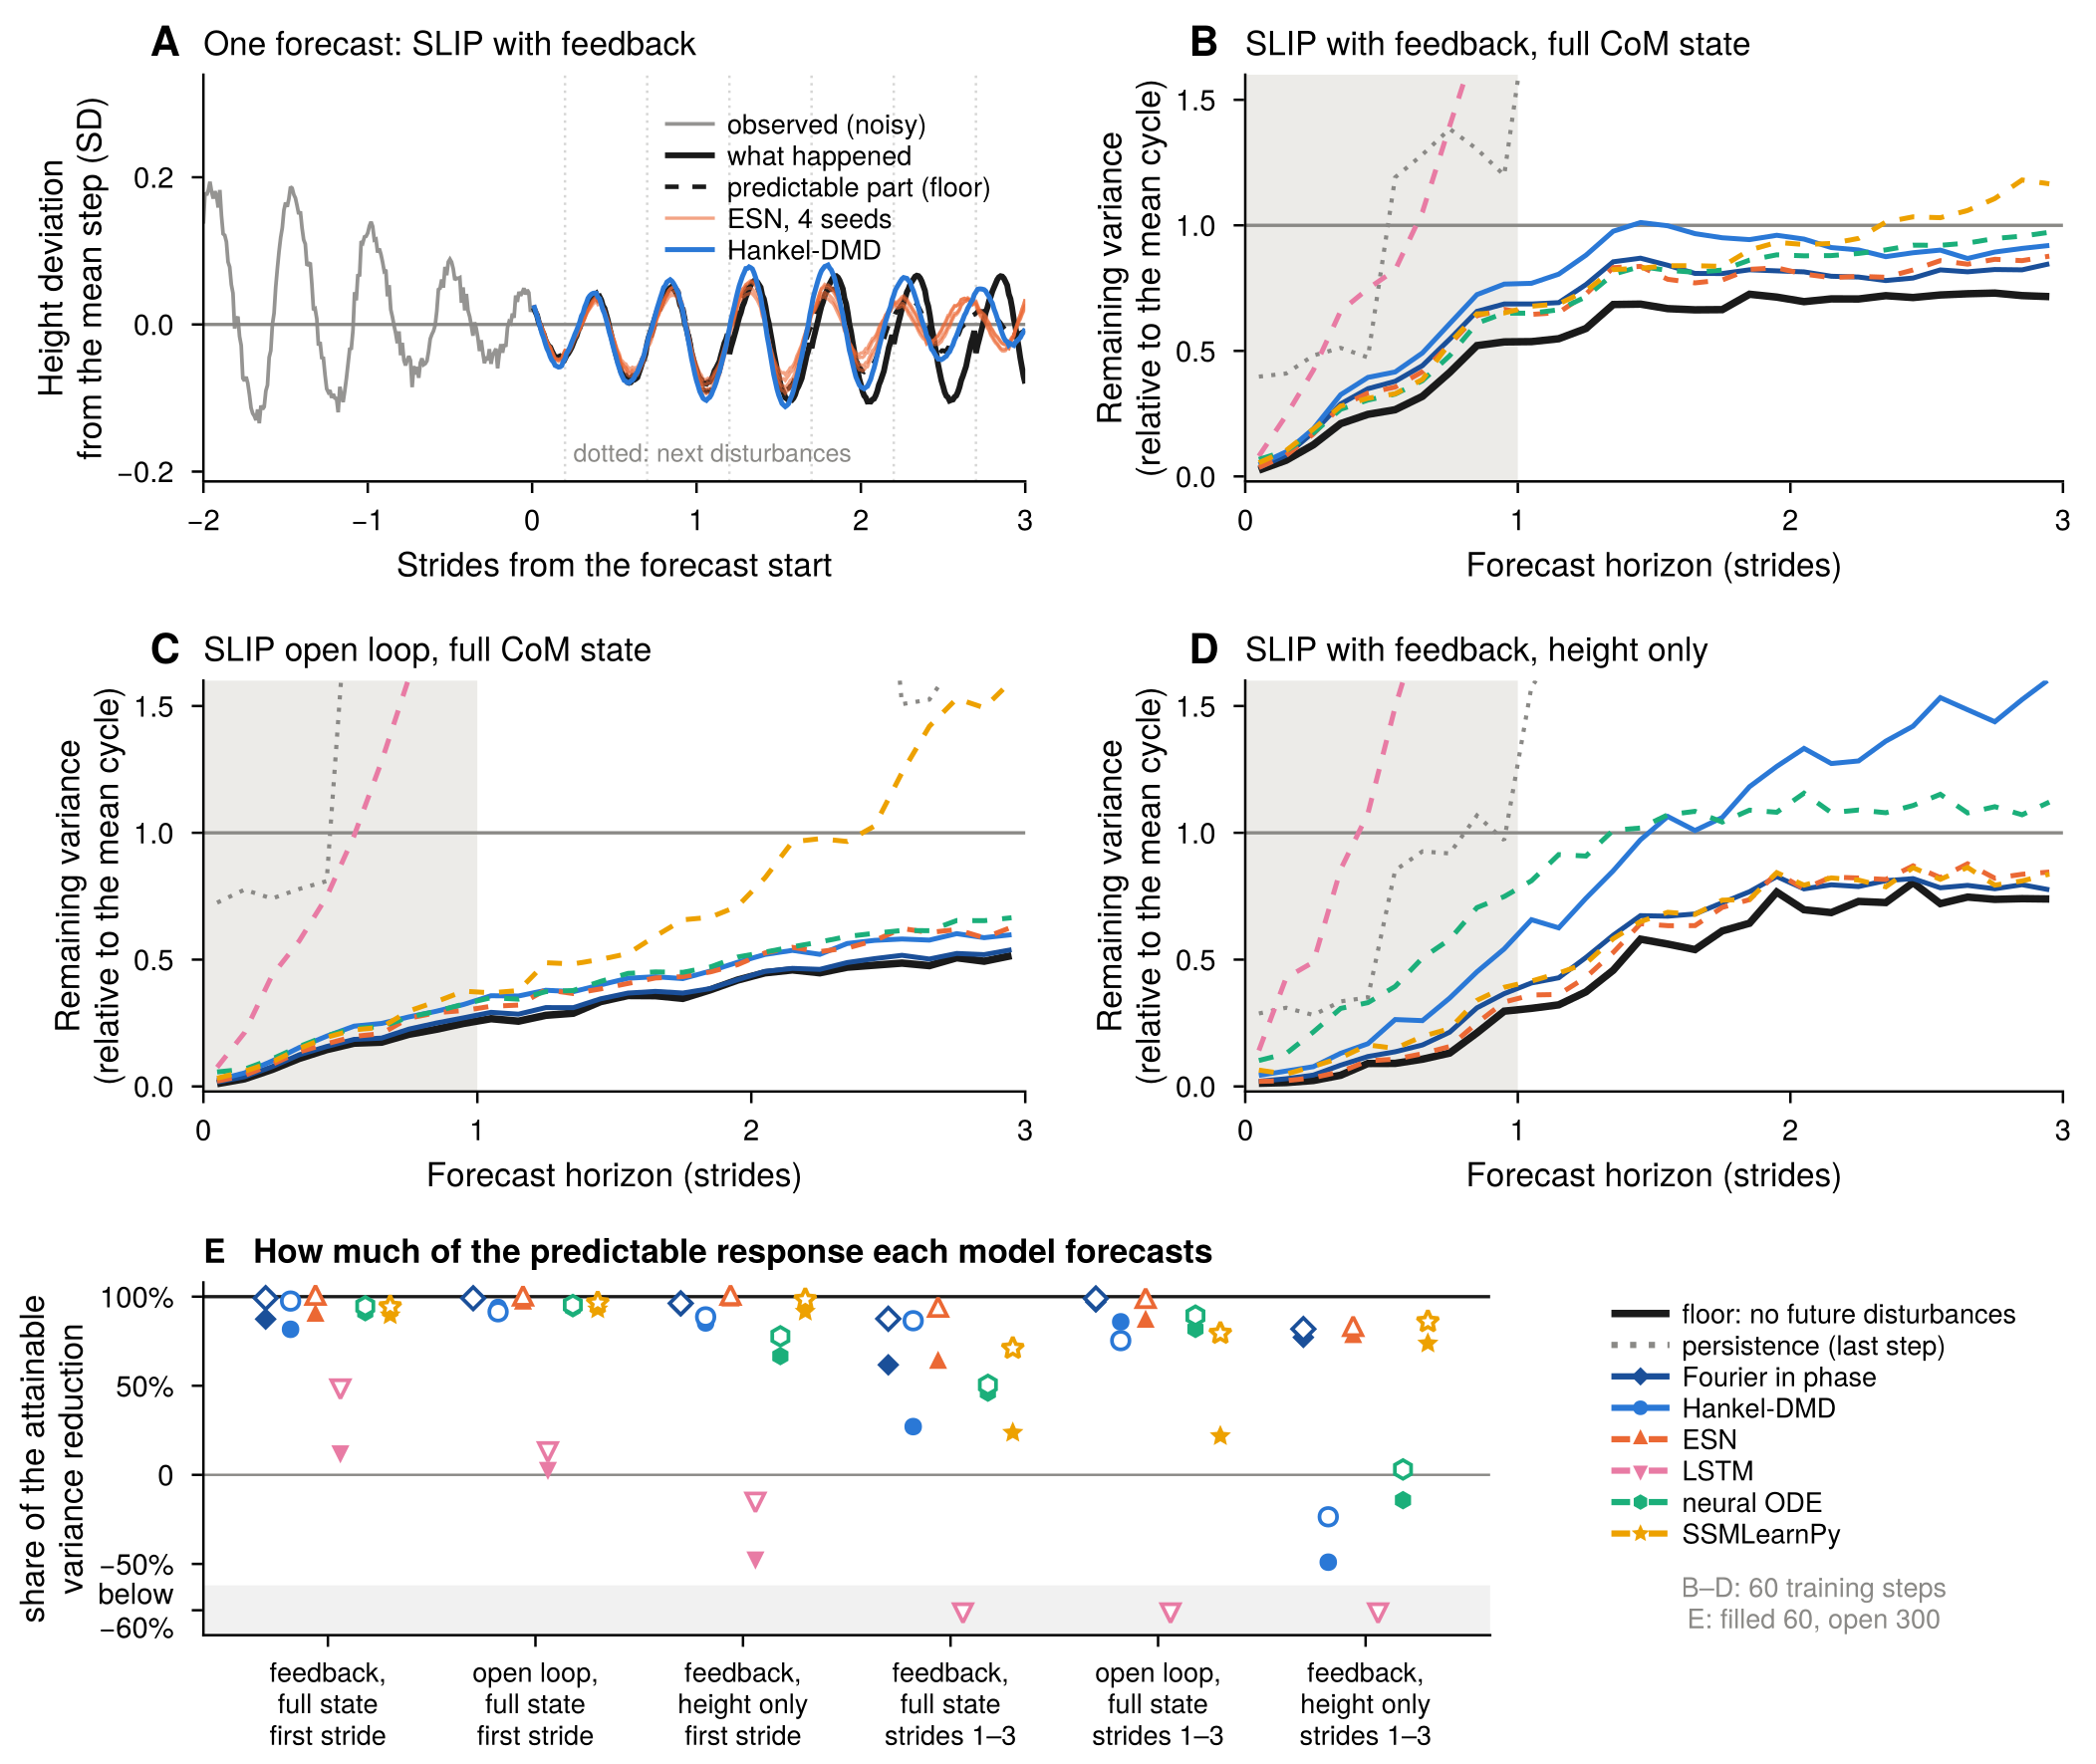 A One forecast: SLIP with feedback
Height deviation
from the mean step (SD)
0.2
0.0
−0.2
observed (noisy)
what happened
predictable part (floor)
ESN, 4 seeds
Hankel-DMD
dotted: next disturbances
−2 −1 0 1 2 3
Strides from the forecast start
B SLIP with feedback, full CoM state
Remaining variance
(relative to the mean cycle)
1.5
1.0
0.5
0.0
0 1 2 3
Forecast horizon (strides)
C SLIP open loop, full CoM state
Remaining variance
(relative to the mean cycle)
1.5
1.0
0.5
0.0
0 1 2 3
Forecast horizon (strides)
D SLIP with feedback, height only
Remaining variance
(relative to the mean cycle)
1.5
1.0
0.5
0.0
0 1 2 3
Forecast horizon (strides)
E How much of the predictable response each model forecasts
share of the attainable
variance reduction
100%
50%
0
−50%
below
−60%
feedback,
full state
first stride
open loop,
full state
first stride
feedback,
height only
first stride
feedback,
full state
strides 1–3
open loop,
full state
strides 1–3
feedback,
height only
strides 1–3
floor: no future disturbances
persistence (last step)
Fourier in phase
Hankel-DMD
ESN
LSTM
neural ODE
SSMLearnPy
B–D: 60 training steps
E: filled 60, open 300